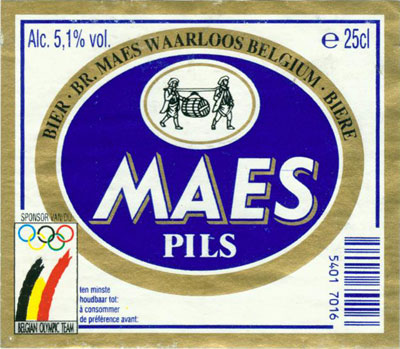 Alc. 5,1% vol.
e 25cl
BIER · BR. MAES WAARLOOS BELGIUM · BIERE
MAES
PILS
SPONSOR VAN DU
BELGIAN OLYMPIC TEAM
ten minste
houdbaar tot:
à consommer
de préférence avant:
5401 7016